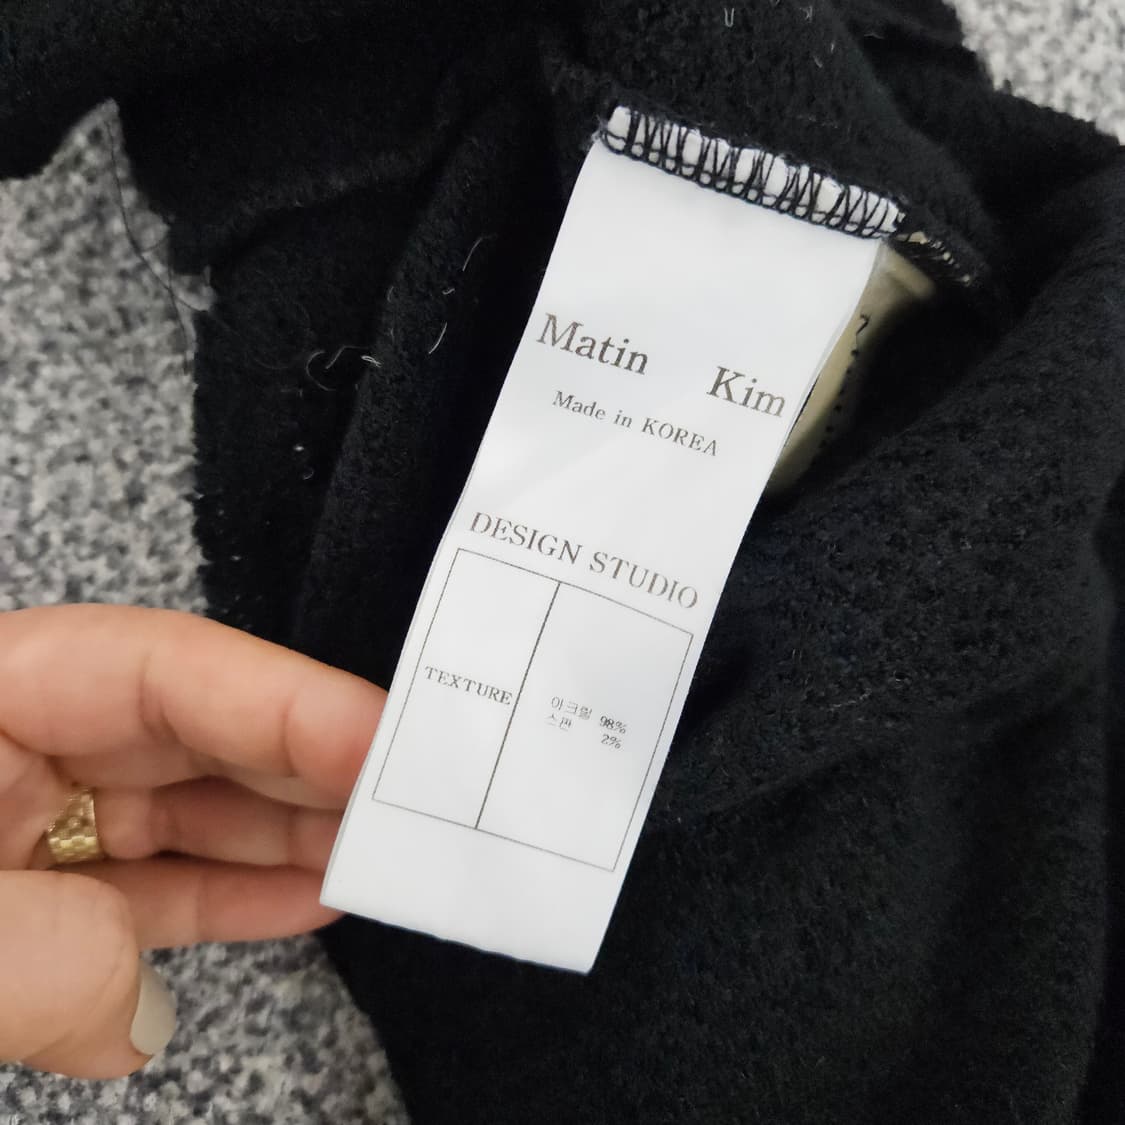 Matin Kim
Made in KOREA
DESIGN STUDIO
TEXTURE
아크릴 98%
스판 2%